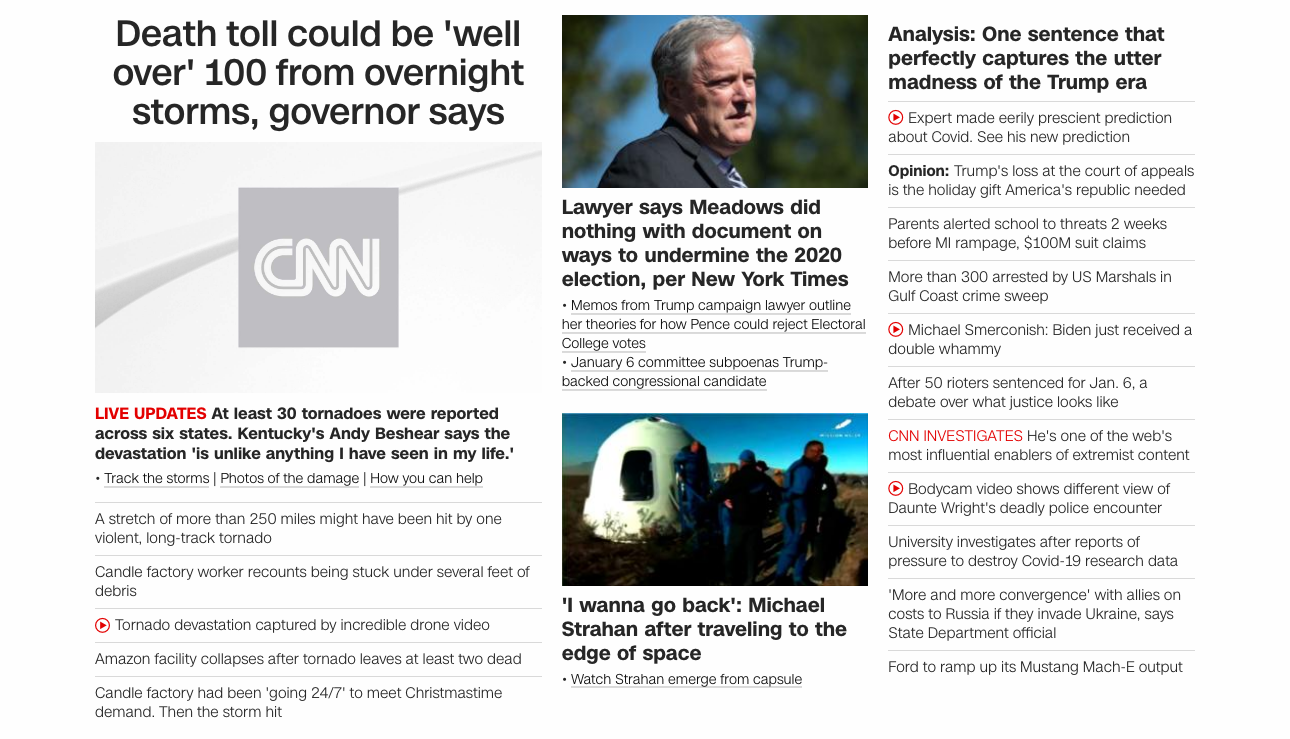 Death toll could be 'well
over' 100 from overnight
storms, governor says
CNN
LIVE UPDATES At least 30 tornadoes were reported
across six states. Kentucky's Andy Beshear says the
devastation 'is unlike anything I have seen in my life.'
• Track the storms | Photos of the damage | How you can help
A stretch of more than 250 miles might have been hit by one
violent, long-track tornado
Candle factory worker recounts being stuck under several feet of
debris
Tornado devastation captured by incredible drone video
Amazon facility collapses after tornado leaves at least two dead
Candle factory had been 'going 24/7' to meet Christmastime
demand. Then the storm hit
Lawyer says Meadows did
nothing with document on
ways to undermine the 2020
election, per New York Times
• Memos from Trump campaign lawyer outline
her theories for how Pence could reject Electoral
College votes
• January 6 committee subpoenas Trump-
backed congressional candidate
'I wanna go back': Michael
Strahan after traveling to the
edge of space
• Watch Strahan emerge from capsule
Analysis: One sentence that
perfectly captures the utter
madness of the Trump era
Expert made eerily prescient prediction
about Covid. See his new prediction
Opinion: Trump's loss at the court of appeals
is the holiday gift America's republic needed
Parents alerted school to threats 2 weeks
before MI rampage, $100M suit claims
More than 300 arrested by US Marshals in
Gulf Coast crime sweep
Michael Smerconish: Biden just received a
double whammy
After 50 rioters sentenced for Jan. 6, a
debate over what justice looks like
CNN INVESTIGATES He's one of the web's
most influential enablers of extremist content
Bodycam video shows different view of
Daunte Wright's deadly police encounter
University investigates after reports of
pressure to destroy Covid-19 research data
'More and more convergence' with allies on
costs to Russia if they invade Ukraine, says
State Department official
Ford to ramp up its Mustang Mach-E output